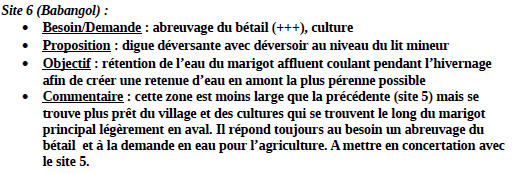 Site 6 (Babangol) :
• Besoin/Demande : abreuvage du bétail (+++), culture
• Proposition : digue déversante avec déversoir au niveau du lit mineur
• Objectif : rétention de l’eau du marigot affluent coulant pendant l’hivernage
afin de créer une retenue d’eau en amont la plus pérenne possible
• Commentaire : cette zone est moins large que la précédente (site 5) mais se
trouve plus prêt du village et des cultures qui se trouvent le long du marigot
principal légèrement en aval. Il répond toujours au besoin un abreuvage du
bétail et à la demande en eau pour l’agriculture. A mettre en concertation avec
le site 5.